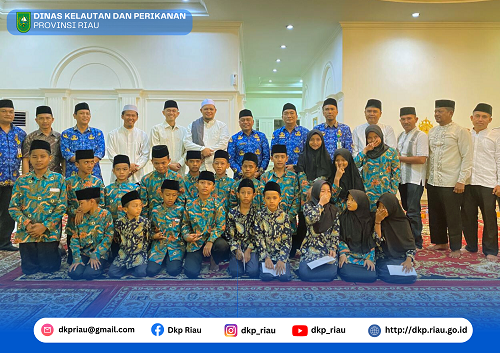 DINAS KELAUTAN DAN PERIKANAN
PROVINSI RIAU
dkpriau@gmail.com
Dkp Riau
dkp_riau
dkp_riau
http://dkp.riau.go.id